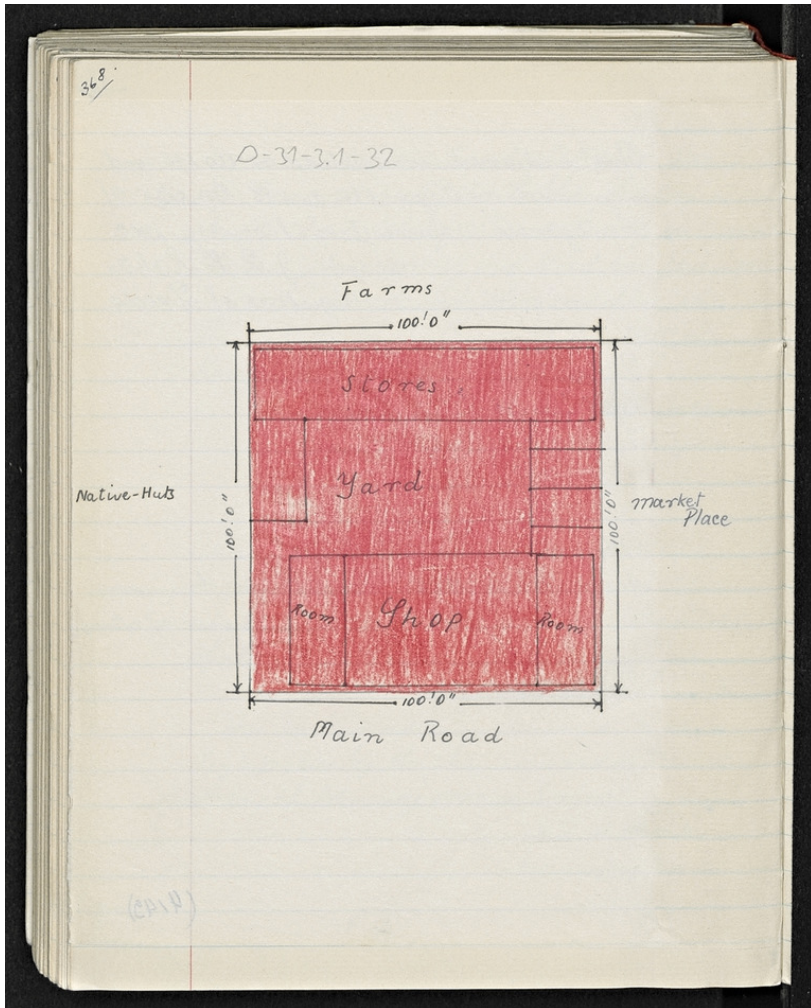 368
D-31-3.1-32
Farms
100'.0"
Stores
Yard
Native-Huts
100'.0"
100'.0"
Market
Place
Room
Shop
Room
100'.0"
Main Road